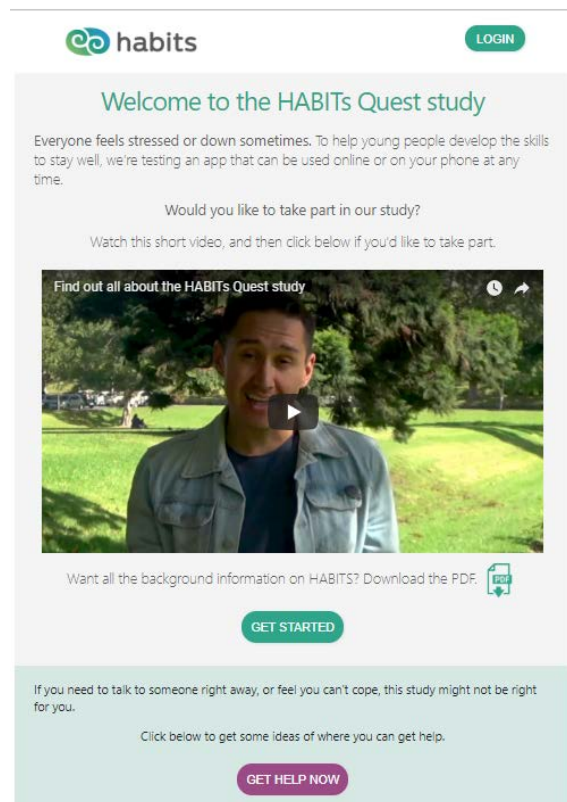 habits
LOGIN
Welcome to the HABITs Quest study
Everyone feels stressed or down sometimes. To help young people develop the skills
to stay well, we're testing an app that can be used online or on your phone at any
time.
Would you like to take part in our study?
Watch this short video, and then click below if you'd like to take part.
Find out all about the HABITs Quest study
Want all the background information on HABITS? Download the PDF.
PDF
GET STARTED
If you need to talk to someone right away, or feel you can't cope, this study might not be right
for you.
Click below to get some ideas of where you can get help.
GET HELP NOW